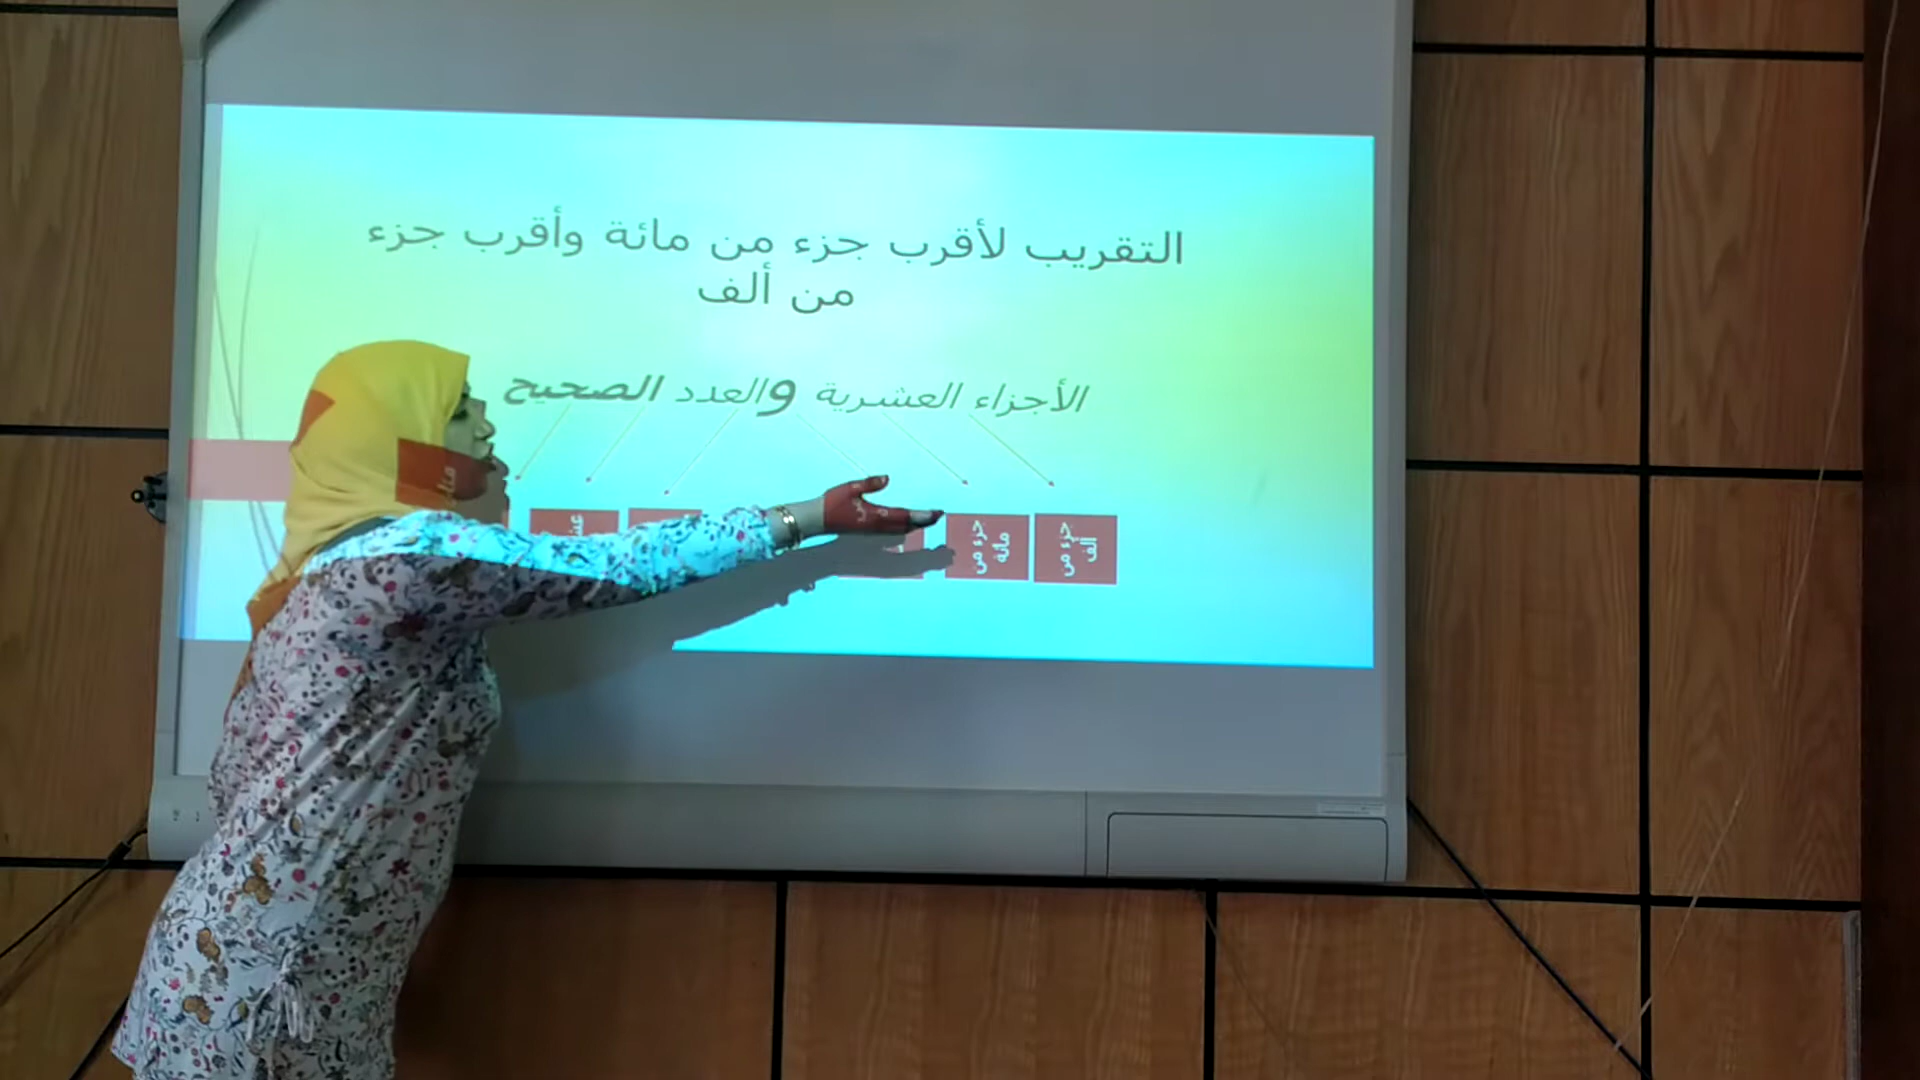 التقريب لأقرب جزء من مائة وأقرب جزء
من ألف
الأجزاء العشرية والعدد الصحيح
جزء من
مائة
جزء من
ألف